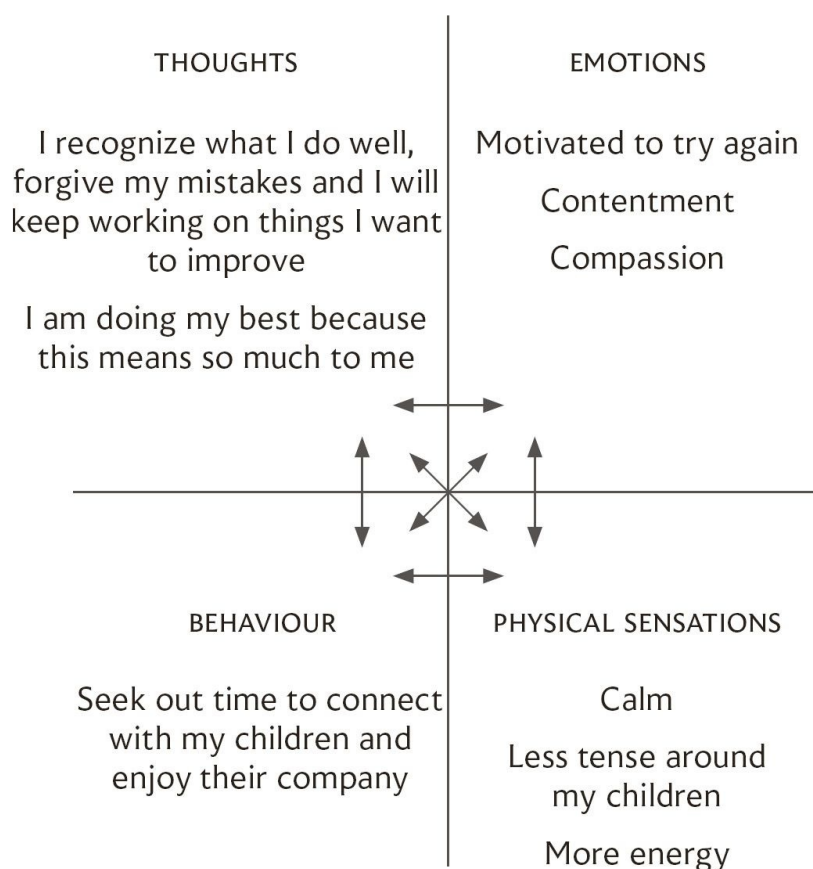 THOUGHTS
I recognize what I do well,
forgive my mistakes and I will
keep working on things I want
to improve
I am doing my best because
this means so much to me
EMOTIONS
Motivated to try again
Contentment
Compassion
BEHAVIOUR
Seek out time to connect
with my children and
enjoy their company
PHYSICAL SENSATIONS
Calm
Less tense around
my children
More energy